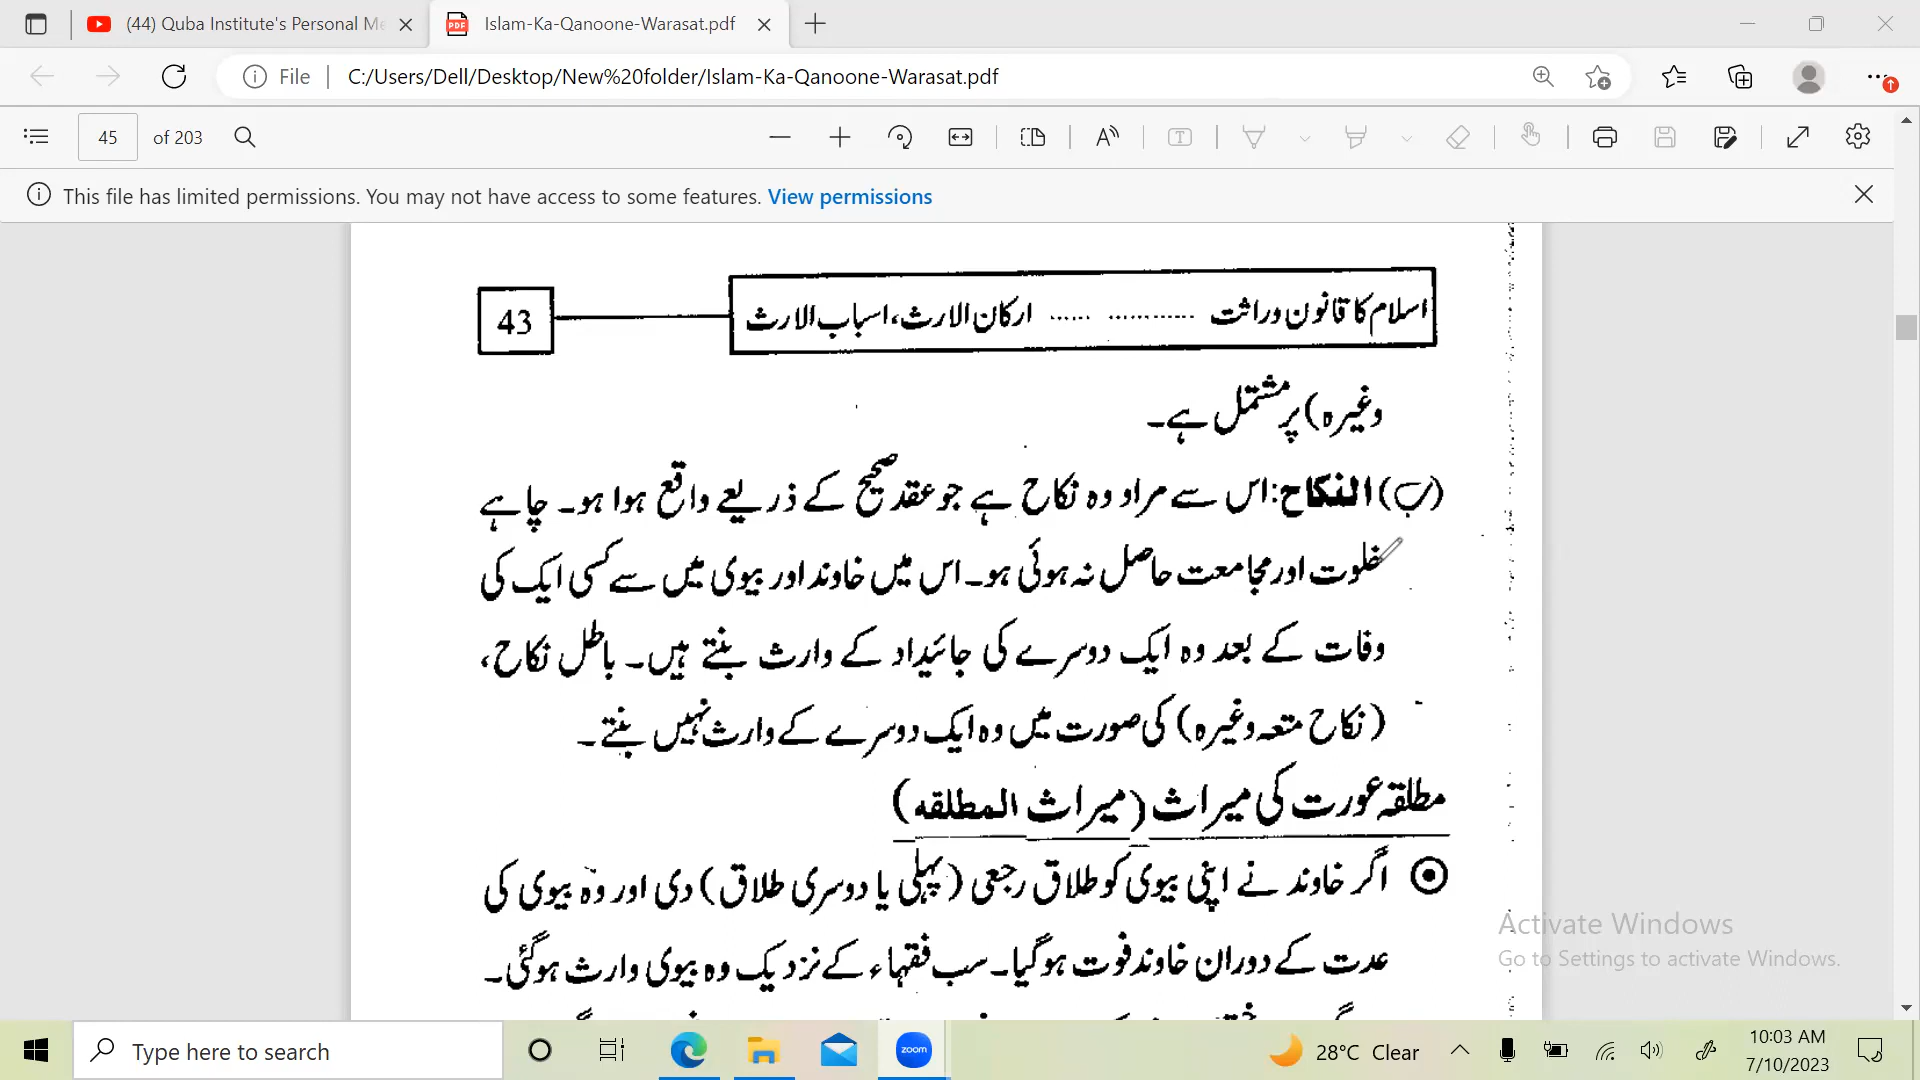 (44) Quba Institute's Personal Me
Islam-Ka-Qanoone-Warasat.pdf
File
C:/Users/Dell/Desktop/New%20folder/Islam-Ka-Qanoone-Warasat.pdf
45 of 203
This file has limited permissions. You may not have access to some features. View permissions
اسلام کا قانون وراثت ............ ...... ارکان الارث، اسباب الارث
43
وغیرہ) پر مشتمل ہے۔
(ب) النکاح: اس سے مراد وہ نکاح ہے جو عقد صحیح کے ذریعے واقع ہوا ہو۔ چاہے
خلوت اور مجامعت حاصل نہ ہوئی ہو۔ اس میں خاوند اور بیوی میں سے کسی ایک کی
وفات کے بعد وہ ایک دوسرے کی جائیداد کے وارث بنتے ہیں۔ باطل نکاح،
(نکاح متعہ وغیرہ) کی صورت میں وہ ایک دوسرے کے وارث نہیں بنتے۔
مطلقہ عورت کی میراث (میراث المطلقه)
اگر خاوند نے اپنی بیوی کو طلاق رجعی (پہلی یا دوسری طلاق) دی اور وہ بیوی کی
عدت کے دوران خاوند فوت ہوگیا۔ سب فقہاء کے نزدیک وہ بیوی وارث ہوگئی۔
Activate Windows
Go to Settings to activate Windows.
Type here to search
zoom
28°C Clear
10:03 AM
7/10/2023